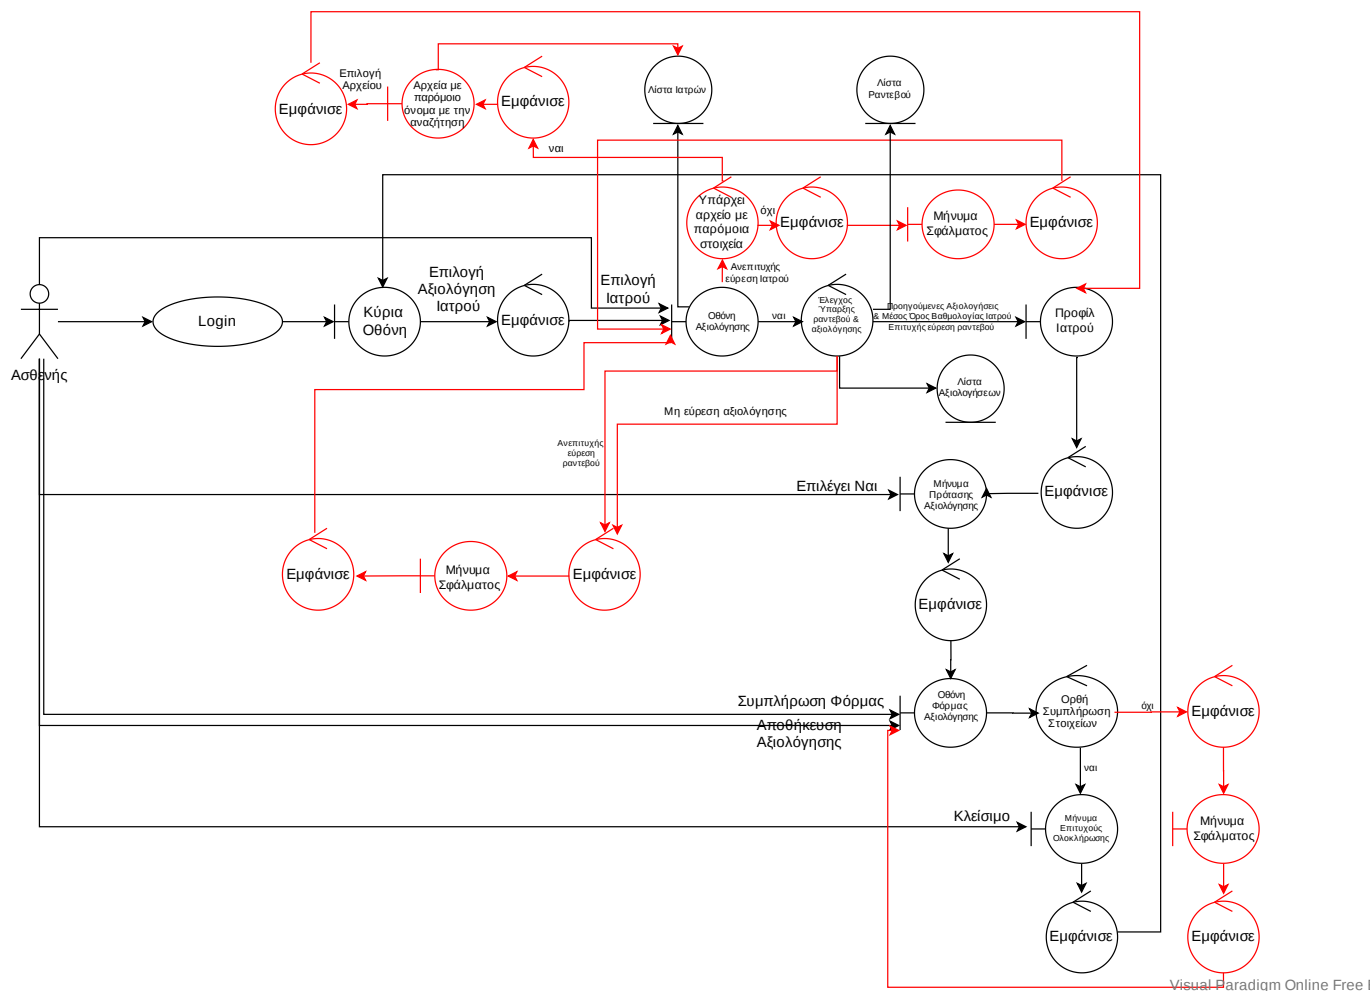 Επιλογή
Αρχείου
Εμφάνισε
Αρχεία με
παρόμοιο
όνομα με την
αναζήτηση
Εμφάνισε
Λίστα Ιατρών
Λίστα
Ραντεβού
ναι
Υπάρχει
αρχείο με
παρόμοια
στοιχεία
όχι
Εμφάνισε
Μήνυμα
Σφάλματος
Εμφάνισε
Ανεπιτυχής
εύρεση Ιατρού
Ασθενής
Login
Κύρια
Οθόνη
Επιλογή
Αξιολόγηση
Ιατρού
Εμφάνισε
Επιλογή
Ιατρού
Οθόνη
Αξιολόγησης
ναι
Έλεγχος
Ύπαρξης
ραντεβού &
αξιολόγησης
Προηγούμενες Αξιολογήσεις
& Μέσος Όρος Βαθμολογίας Ιατρού
Επιτυχής εύρεση ραντεβού
Προφίλ
Ιατρού
Λίστα
Αξιολογήσεων
Μη εύρεση αξιολόγησης
Ανεπιτυχής
εύρεση
ραντεβού
Επιλέγει Ναι
Μήνυμα
Πρότασης
Αξιολόγησης
Εμφάνισε
Εμφάνισε
Μήνυμα
Σφάλματος
Εμφάνισε
Εμφάνισε
Συμπλήρωση Φόρμας
Αποθήκευση
Αξιολόγησης
Οθόνη
Φόρμας
Αξιολόγησης
Ορθή
Συμπλήρωση
Στοιχείων
όχι
Εμφάνισε
ναι
Κλείσιμο
Μήνυμα
Επιτυχούς
Ολοκλήρωσης
Μήνυμα
Σφάλματος
Εμφάνισε
Εμφάνισε
Visual Paradigm Online Free